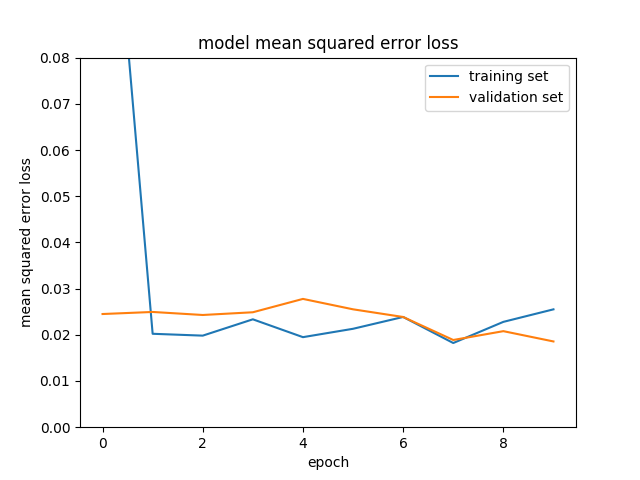 model mean squared error loss
training set
validation set
0.08
0.07
0.06
0.05
0.04
0.03
0.02
0.01
0.00
mean squared error loss
0 2 4 6 8
epoch